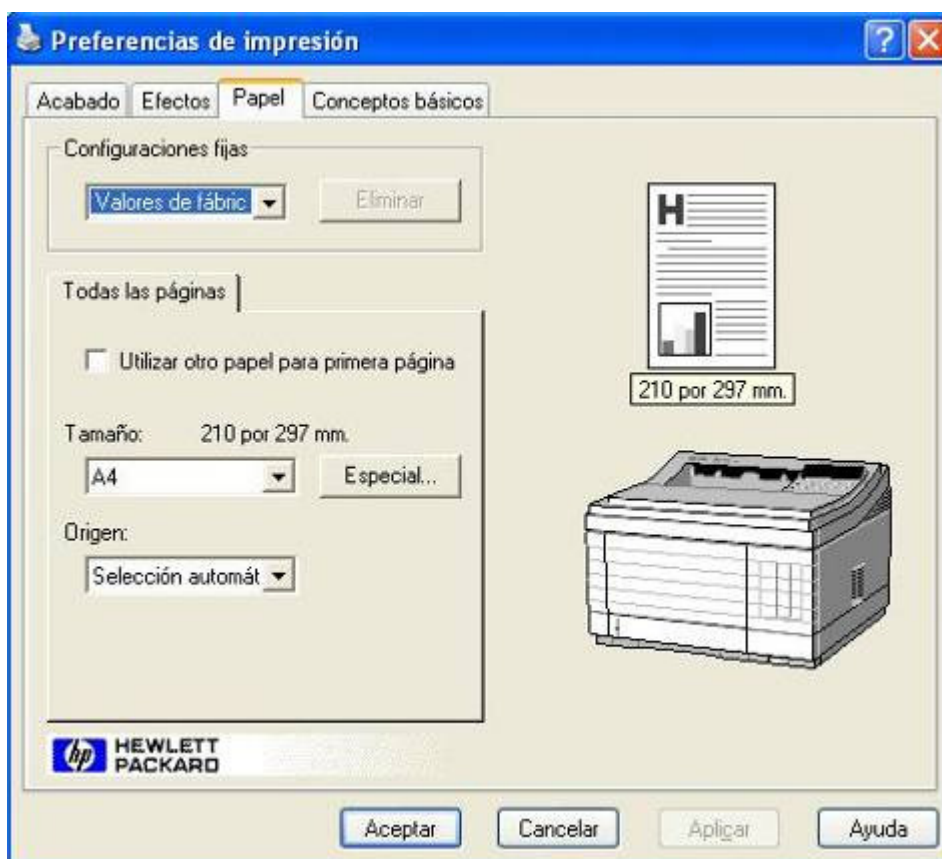 Preferencias de impresión
Acabado Efectos Papel Conceptos básicos
Configuraciones fijas
Valores de fábric Eliminar
H
210 por 297 mm.
Todas las páginas
Utilizar otro papel para primera página
Tamaño: 210 por 297 mm.
A4 Especial...
Origen:
Selección automát
hp HEWLETT
PACKARD
Aceptar Cancelar Aplicar Ayuda